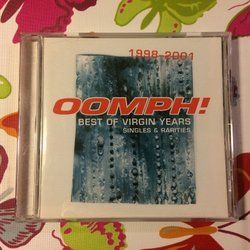 1998-2001
OOMPH!
BEST OF VIRGIN YEARS
SINGLES & RARITIES